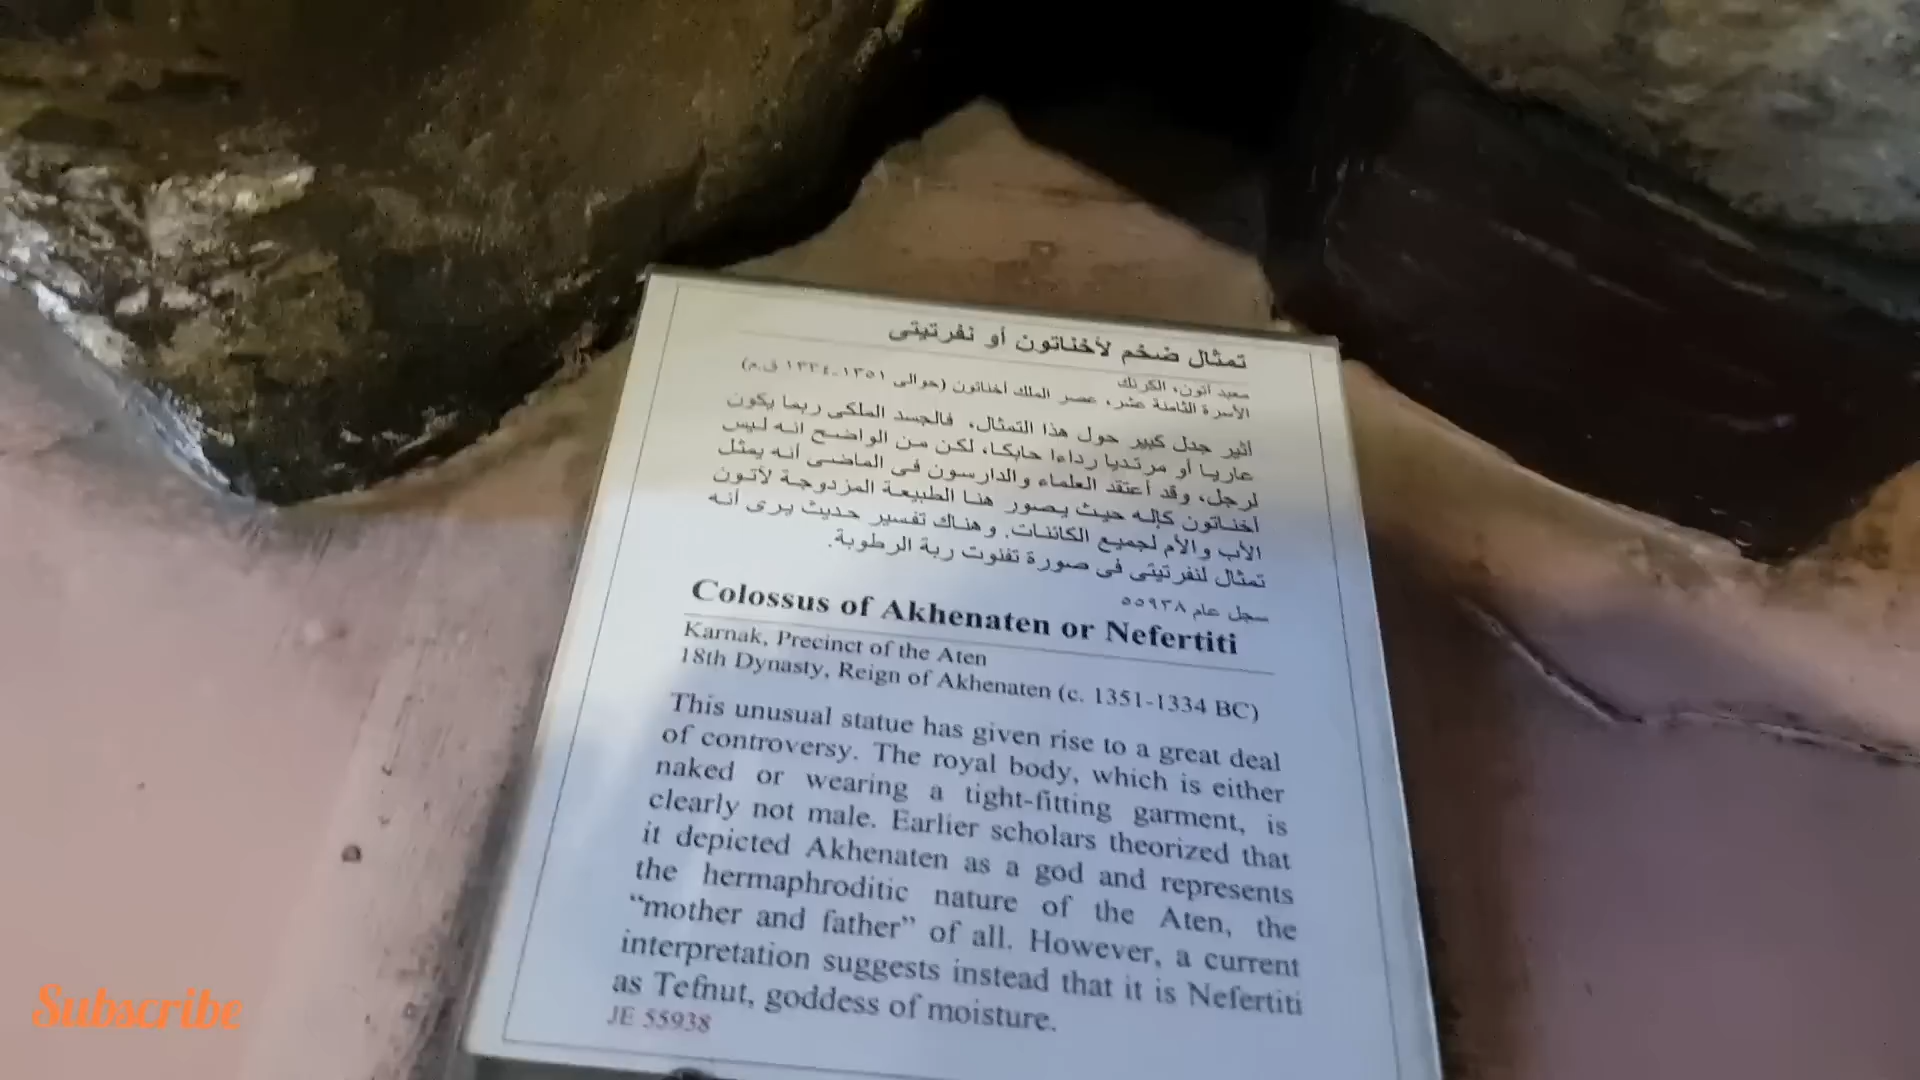 تمثال ضخم لأخناتون أو نفرتيتى
معبد آتون، الكرنك
الأسرة الثامنة عشر، عصر الملك أخناتون (حوالى ١٣٥١-١٣٣٤ ق.م)
أثير جدل كبير حول هذا التمثال، فالجسد الملكى ربما يكون
عاريا أو مرتديا رداءا حابكا، لكن من الواضح انه ليس
لرجل، وقد أعتقد العلماء والدارسون فى الماضى أنه يمثل
أخناتون كإله حيث يصور هنا الطبيعة المزدوجة لأتون
الأب والأم لجميع الكائنات. وهناك تفسير حديث يرى أنه
تمثال لنفرتيتى فى صورة تفنوت ربة الرطوبة.
سجل عام ٥٥٩٣٨
Colossus of Akhenaten or Nefertiti
Karnak, Precinct of the Aten
18th Dynasty, Reign of Akhenaten (c. 1351-1334 BC)
This unusual statue has given rise to a great deal
of controversy. The royal body, which is either
naked or wearing a tight-fitting garment, is
clearly not male. Earlier scholars theorized that
it depicted Akhenaten as a god and represents
the hermaphroditic nature of the Aten, the
“mother and father” of all. However, a current
interpretation suggests instead that it is Nefertiti
as Tefnut, goddess of moisture.
JE 55938
Subscribe